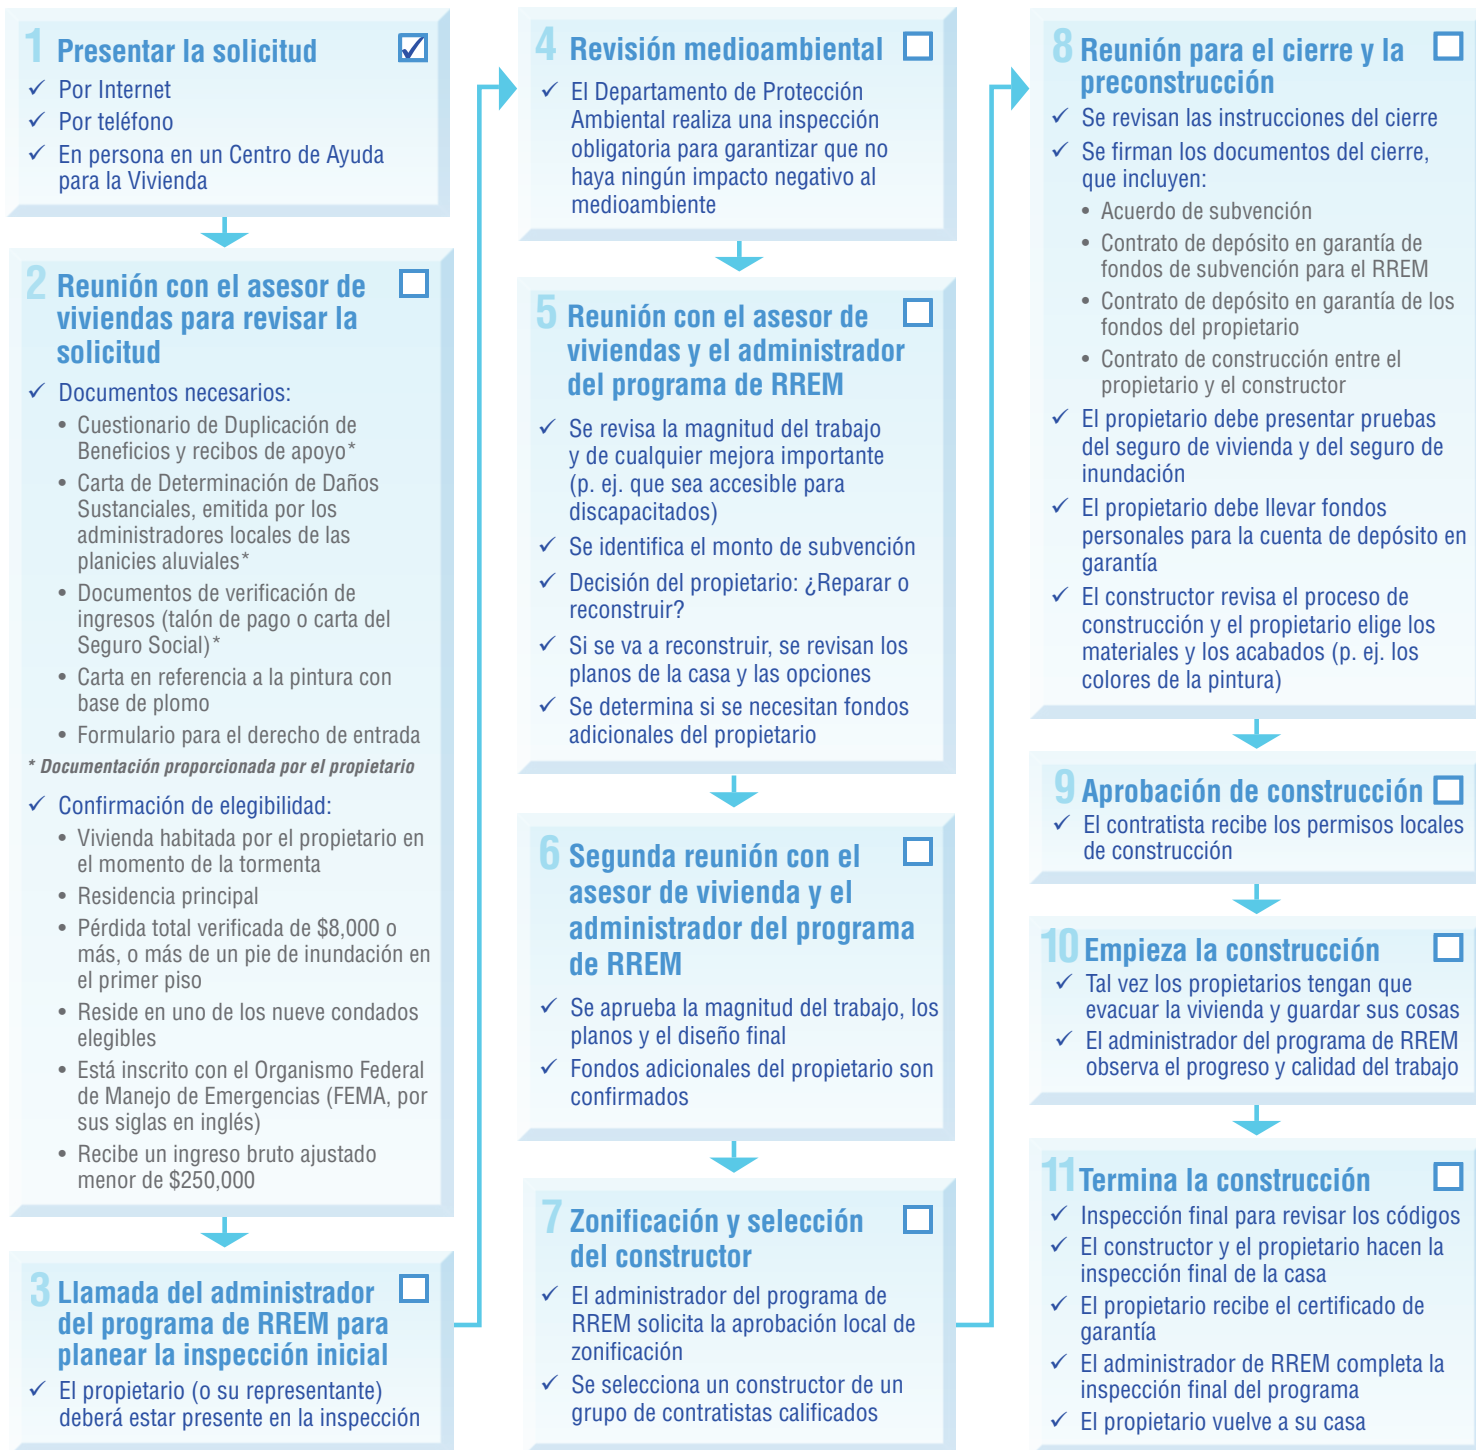 1 Presentar la solicitud
✓ Por Internet
✓ Por teléfono
✓ En persona en un Centro de Ayuda
para la Vivienda
2 Reunión con el asesor de
viviendas para revisar la
solicitud
✓ Documentos necesarios:
• Cuestionario de Duplicación de
Beneficios y recibos de apoyo*
• Carta de Determinación de Daños
Sustanciales, emitida por los
administradores locales de las
planicies aluviales*
• Documentos de verificación de
ingresos (talón de pago o carta del
Seguro Social)*
• Carta en referencia a la pintura con
base de plomo
• Formulario para el derecho de entrada
* Documentación proporcionada por el propietario
✓ Confirmación de elegibilidad:
• Vivienda habitada por el propietario en
el momento de la tormenta
• Residencia principal
• Pérdida total verificada de $8,000 o
más, o más de un pie de inundación en
el primer piso
• Reside en uno de los nueve condados
elegibles
• Está inscrito con el Organismo Federal
de Manejo de Emergencias (FEMA, por
sus siglas en inglés)
• Recibe un ingreso bruto ajustado
menor de $250,000
3 Llamada del administrador
del programa de RREM para
planear la inspección inicial
✓ El propietario (o su representante)
deberá estar presente en la inspección
4 Revisión medioambiental
✓ El Departamento de Protección
Ambiental realiza una inspección
obligatoria para garantizar que no
haya ningún impacto negativo al
medioambiente
5 Reunión con el asesor de
viviendas y el administrador
del programa de RREM
✓ Se revisa la magnitud del trabajo
y de cualquier mejora importante
(p. ej. que sea accesible para
discapacitados)
✓ Se identifica el monto de subvención
✓ Decisión del propietario: ¿Reparar o
reconstruir?
✓ Si se va a reconstruir, se revisan los
planos de la casa y las opciones
✓ Se determina si se necesitan fondos
adicionales del propietario
6 Segunda reunión con el
asesor de vivienda y el
administrador del programa
de RREM
✓ Se aprueba la magnitud del trabajo, los
planos y el diseño final
✓ Fondos adicionales del propietario son
confirmados
7 Zonificación y selección
del constructor
✓ El administrador del programa de
RREM solicita la aprobación local de
zonificación
✓ Se selecciona un constructor de un
grupo de contratistas calificados
8 Reunión para el cierre y la
preconstrucción
✓ Se revisan las instrucciones del cierre
✓ Se firman los documentos del cierre,
que incluyen:
• Acuerdo de subvención
• Contrato de depósito en garantía de
fondos de subvención para el RREM
• Contrato de depósito en garantía de los
fondos del propietario
• Contrato de construcción entre el
propietario y el constructor
✓ El propietario debe presentar pruebas
del seguro de vivienda y del seguro de
inundación
✓ El propietario debe llevar fondos
personales para la cuenta de depósito en
garantía
✓ El constructor revisa el proceso de
construcción y el propietario elige los
materiales y los acabados (p. ej. los
colores de la pintura)
9 Aprobación de construcción
✓ El contratista recibe los permisos locales
de construcción
10 Empieza la construcción
✓ Tal vez los propietarios tengan que
evacuar la vivienda y guardar sus cosas
✓ El administrador del programa de RREM
observa el progreso y calidad del trabajo
11 Termina la construcción
✓ Inspección final para revisar los códigos
✓ El constructor y el propietario hacen la
inspección final de la casa
✓ El propietario recibe el certificado de
garantía
✓ El administrador de RREM completa la
inspección final del programa
✓ El propietario vuelve a su casa